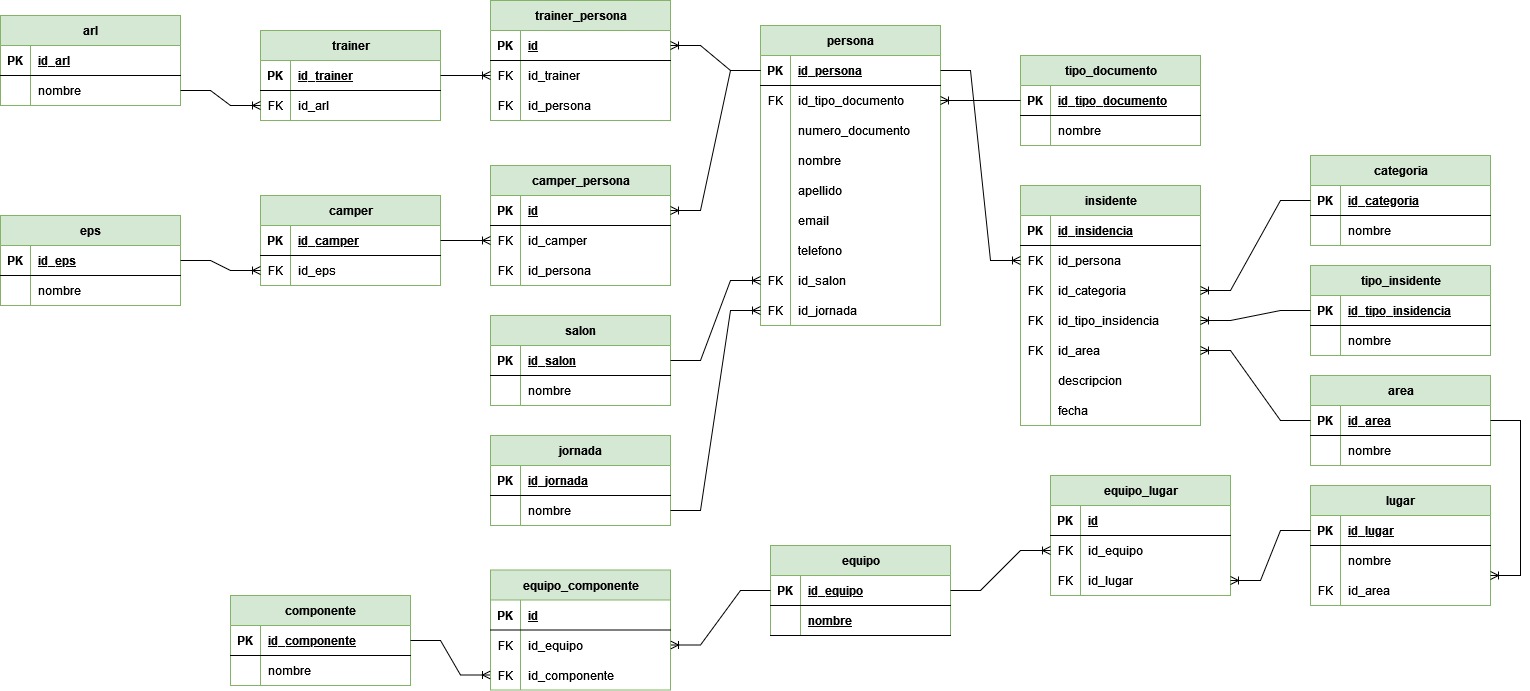 arl
PK id_arl
nombre
trainer
PK id_trainer
FK id_arl
trainer_persona
PK id
FK id_trainer
FK id_persona
persona
PK id_persona
FK id_tipo_documento
numero_documento
nombre
apellido
email
telefono
FK id_salon
FK id_jornada
tipo_documento
PK id_tipo_documento
nombre
eps
PK id_eps
nombre
camper
PK id_camper
FK id_eps
camper_persona
PK id
FK id_camper
FK id_persona
salon
PK id_salon
nombre
jornada
PK id_jornada
nombre
insidente
PK id_insidencia
FK id_persona
FK id_categoria
FK id_tipo_insidencia
FK id_area
descripcion
fecha
categoria
PK id_categoria
nombre
tipo_insidente
PK id_tipo_insidencia
nombre
area
PK id_area
nombre
lugar
PK id_lugar
nombre
FK id_area
equipo_lugar
PK id
FK id_equipo
FK id_lugar
equipo
PK id_equipo
nombre
equipo_componente
PK id
FK id_equipo
FK id_componente
componente
PK id_componente
nombre